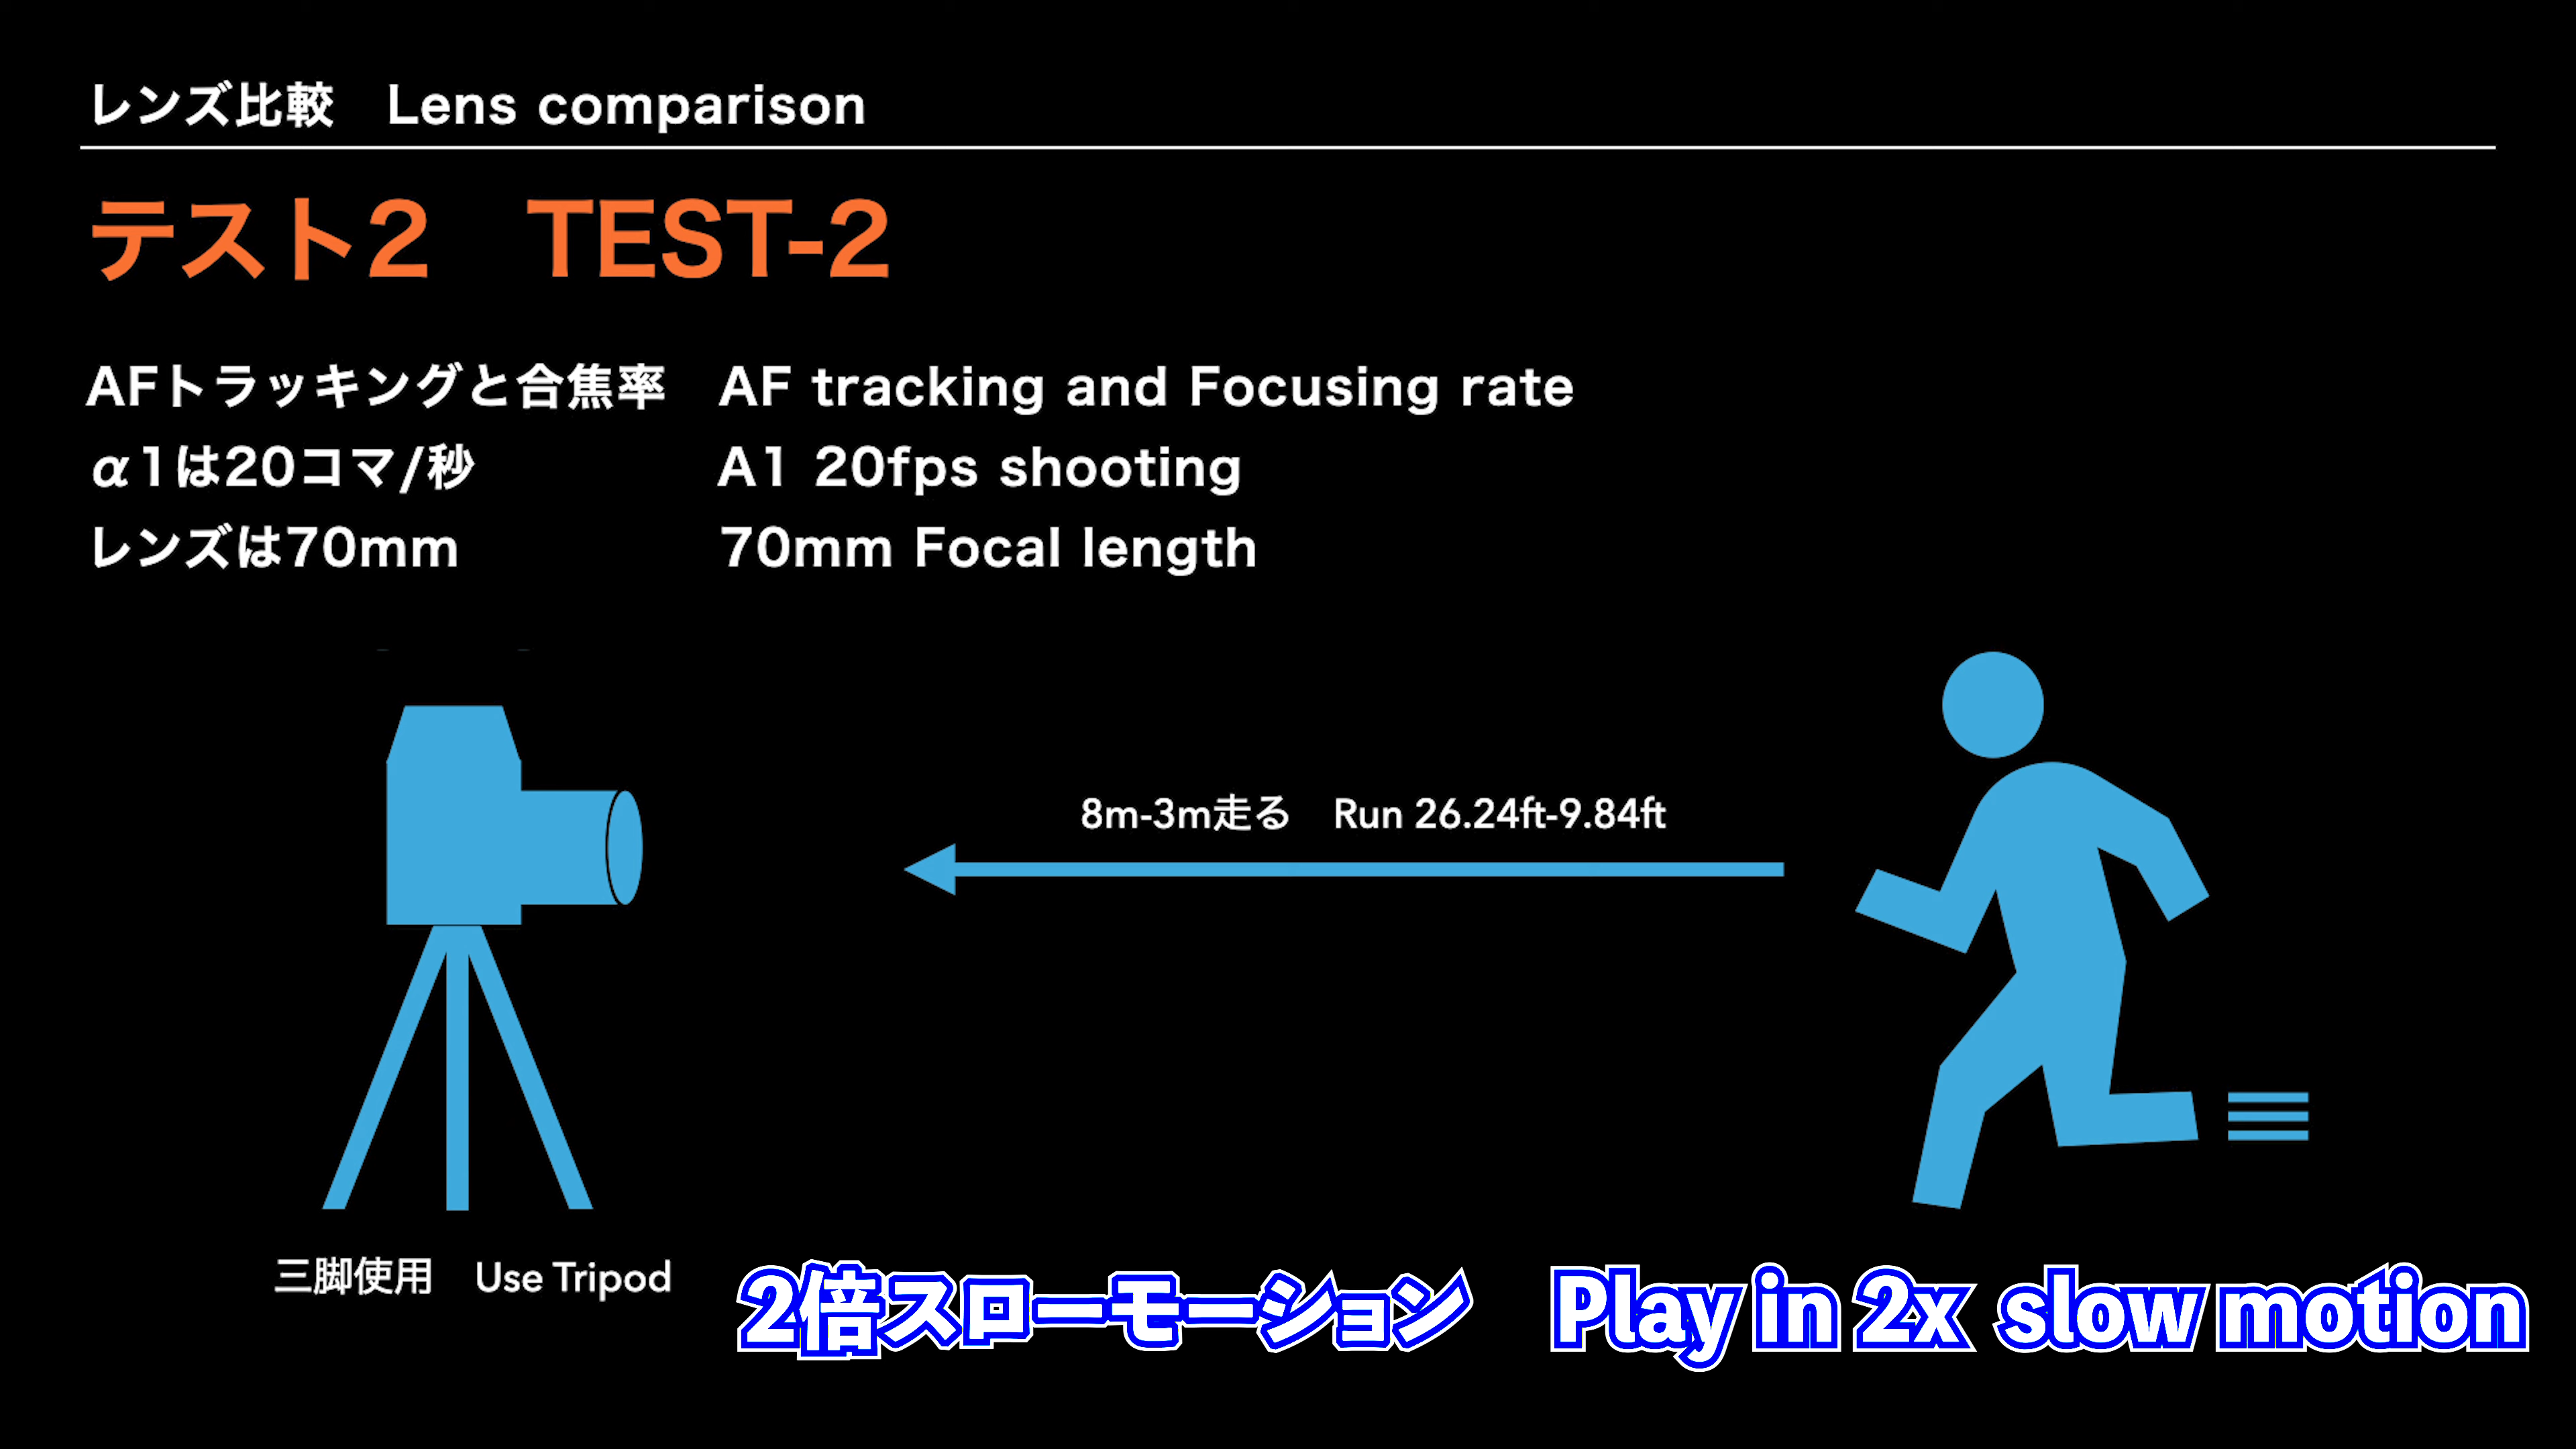 レンズ比較　Lens comparison
テスト2　TEST-2
AFトラッキングと合焦率　AF tracking and Focusing rate
α1は20コマ/秒　A1 20fps shooting
レンズは70mm　70mm Focal length
8m-3m走る　Run 26.24ft-9.84ft
三脚使用　Use Tripod
2倍スローモーション　Play in 2x slow motion